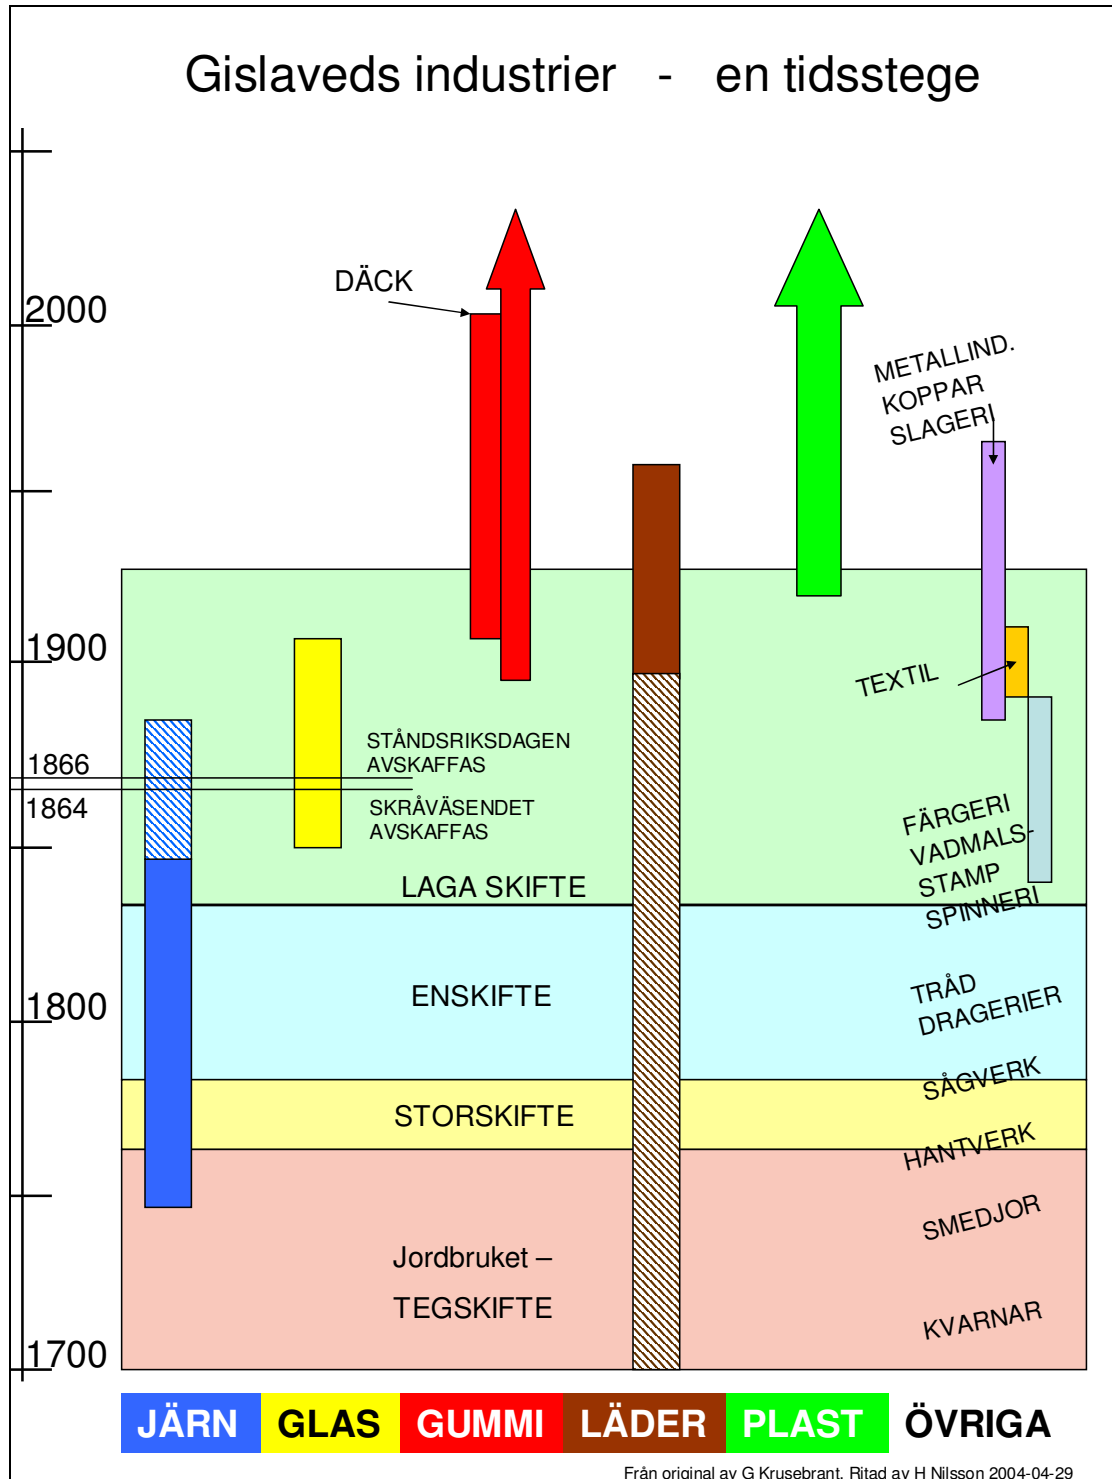 Gislaveds industrier - en tidsstege
DÄCK
2000
METALLIND.
KOPPAR
SLAGERI
1900
TEXTIL
STÅNDSRIKSDAGEN
AVSKAFFAS
1866
1864
SKRÅVÄSENDET
AVSKAFFAS
FÄRGERI
VADMALS-
STAMP
SPINNERI
LAGA SKIFTE
ENSKIFTE
TRÅD
DRAGERIER
1800
SÅGVERK
STORSKIFTE
HANTVERK
SMEDJOR
Jordbruket –
TEGSKIFTE
KVARNAR
1700
JÄRN GLAS GUMMI LÄDER PLAST ÖVRIGA
Från original av G Krusebrant. Ritad av H Nilsson 2004-04-29